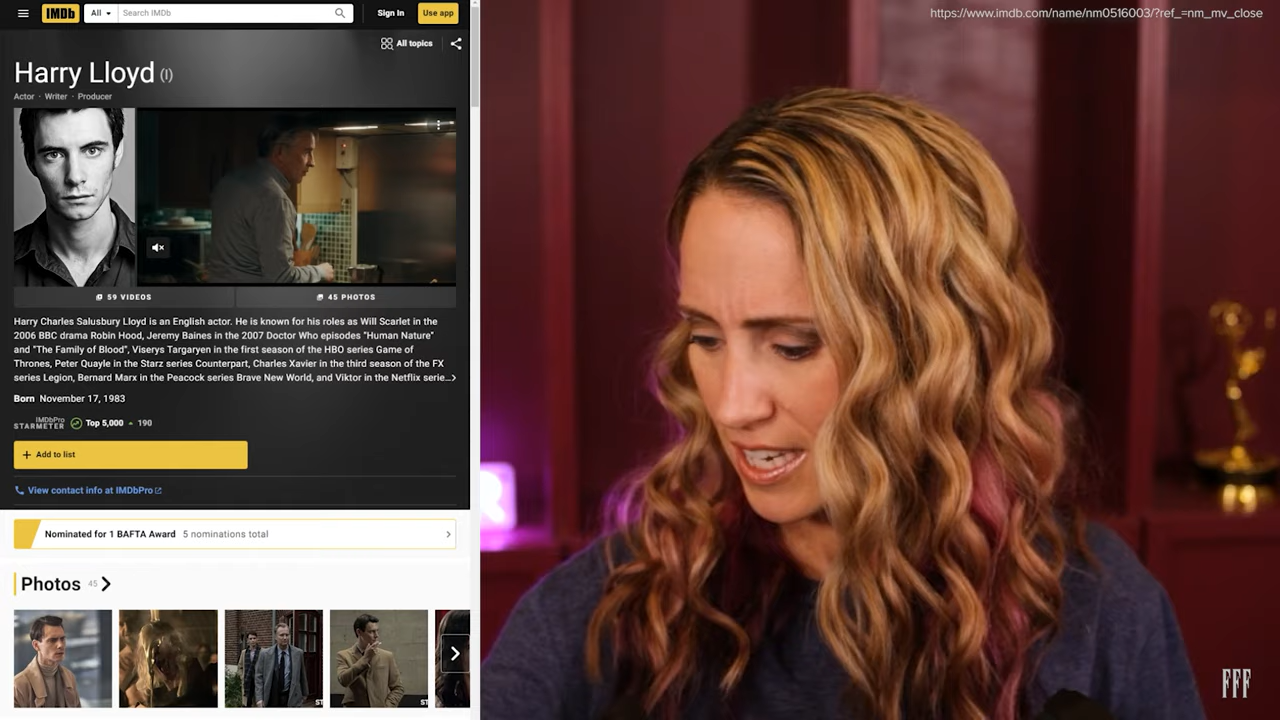 IMDb All Search IMDb Sign In Use app
https://www.imdb.com/name/nm0516003/?ref_=nm_mv_close
All topics
Harry Lloyd (I)
Actor · Writer · Producer
59 VIDEOS
45 PHOTOS
Harry Charles Salusbury Lloyd is an English actor. He is known for his roles as Will Scarlet in the
2006 BBC drama Robin Hood, Jeremy Baines in the 2007 Doctor Who episodes "Human Nature"
and "The Family of Blood", Viserys Targaryen in the first season of the HBO series Game of
Thrones, Peter Quayle in the Starz series Counterpart, Charles Xavier in the third season of the FX
series Legion, Bernard Marx in the Peacock series Brave New World, and Viktor in the Netflix serie...
Born November 17, 1983
IMDbPro
STARMETER Top 5,000 190
+ Add to list
View contact info at IMDbPro
Nominated for 1 BAFTA Award 5 nominations total
Photos 45
ST
ST
FFF